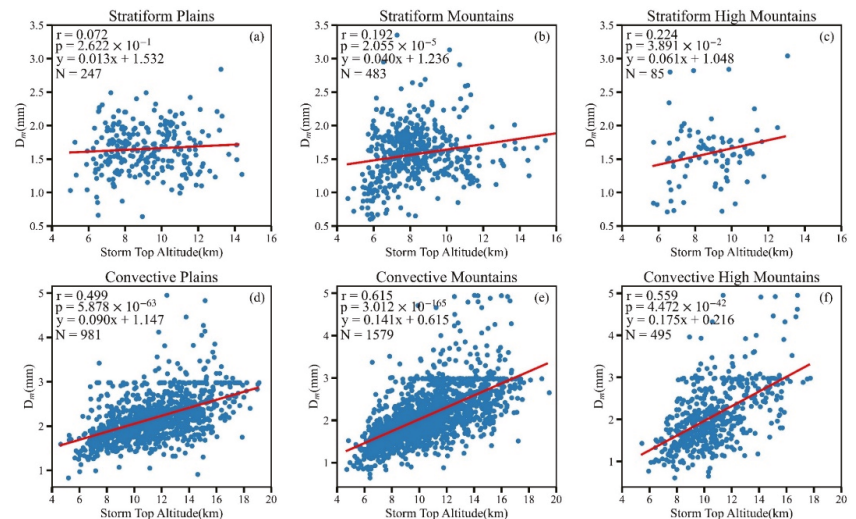 Stratiform Plains
(a)
r = 0.072
p = 2.622 × 10⁻¹
y = 0.013x + 1.532
N = 247
Dₘ(mm)
3.5
3.0
2.5
2.0
1.5
1.0
0.5
4 6 8 10 12 14 16
Storm Top Altitude(km)
Stratiform Mountains
(b)
r = 0.192
p = 2.055 × 10⁻⁵
y = 0.040x + 1.236
N = 483
Dₘ(mm)
3.5
3.0
2.5
2.0
1.5
1.0
0.5
4 6 8 10 12 14 16
Storm Top Altitude(km)
Stratiform High Mountains
(c)
r = 0.224
p = 3.891 × 10⁻²
y = 0.061x + 1.048
N = 85
Dₘ(mm)
3.5
3.0
2.5
2.0
1.5
1.0
0.5
4 6 8 10 12 14 16
Storm Top Altitude(km)
Convective Plains
(d)
r = 0.499
p = 5.878 × 10⁻⁶³
y = 0.090x + 1.147
N = 981
Dₘ(mm)
5
4
3
2
1
4 6 8 10 12 14 16 18 20
Storm Top Altitude(km)
Convective Mountains
(e)
r = 0.615
p = 3.012 × 10⁻¹⁶⁵
y = 0.141x + 0.615
N = 1579
Dₘ(mm)
5
4
3
2
1
4 6 8 10 12 14 16 18 20
Storm Top Altitude(km)
Convective High Mountains
(f)
r = 0.559
p = 4.472 × 10⁻⁴²
y = 0.175x + 0.216
N = 495
Dₘ(mm)
5
4
3
2
1
4 6 8 10 12 14 16 18 20
Storm Top Altitude(km)